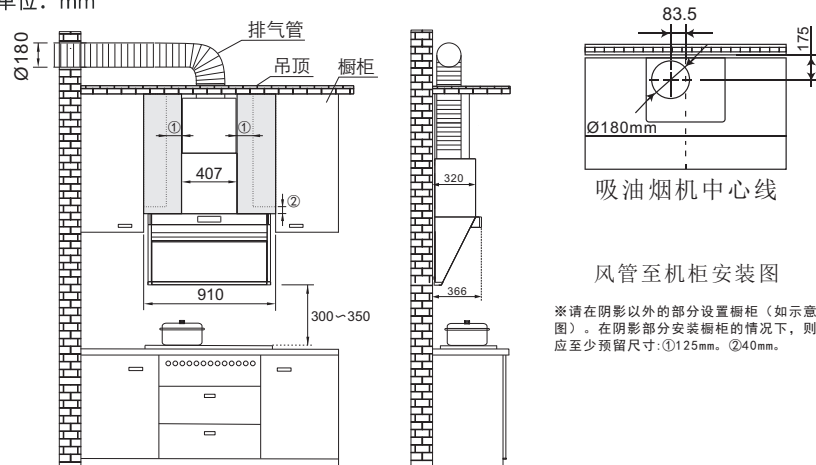 单位：mm
排气管
Ø180
吊顶
橱柜
①
①
407
②
910
300～350
320
366
83.5
175
Ø180mm
吸油烟机中心线
风管至机柜安装图
※请在阴影以外的部分设置橱柜（如示意
图）。在阴影部分安装橱柜的情况下，则
应至少预留尺寸:①125mm。②40mm。